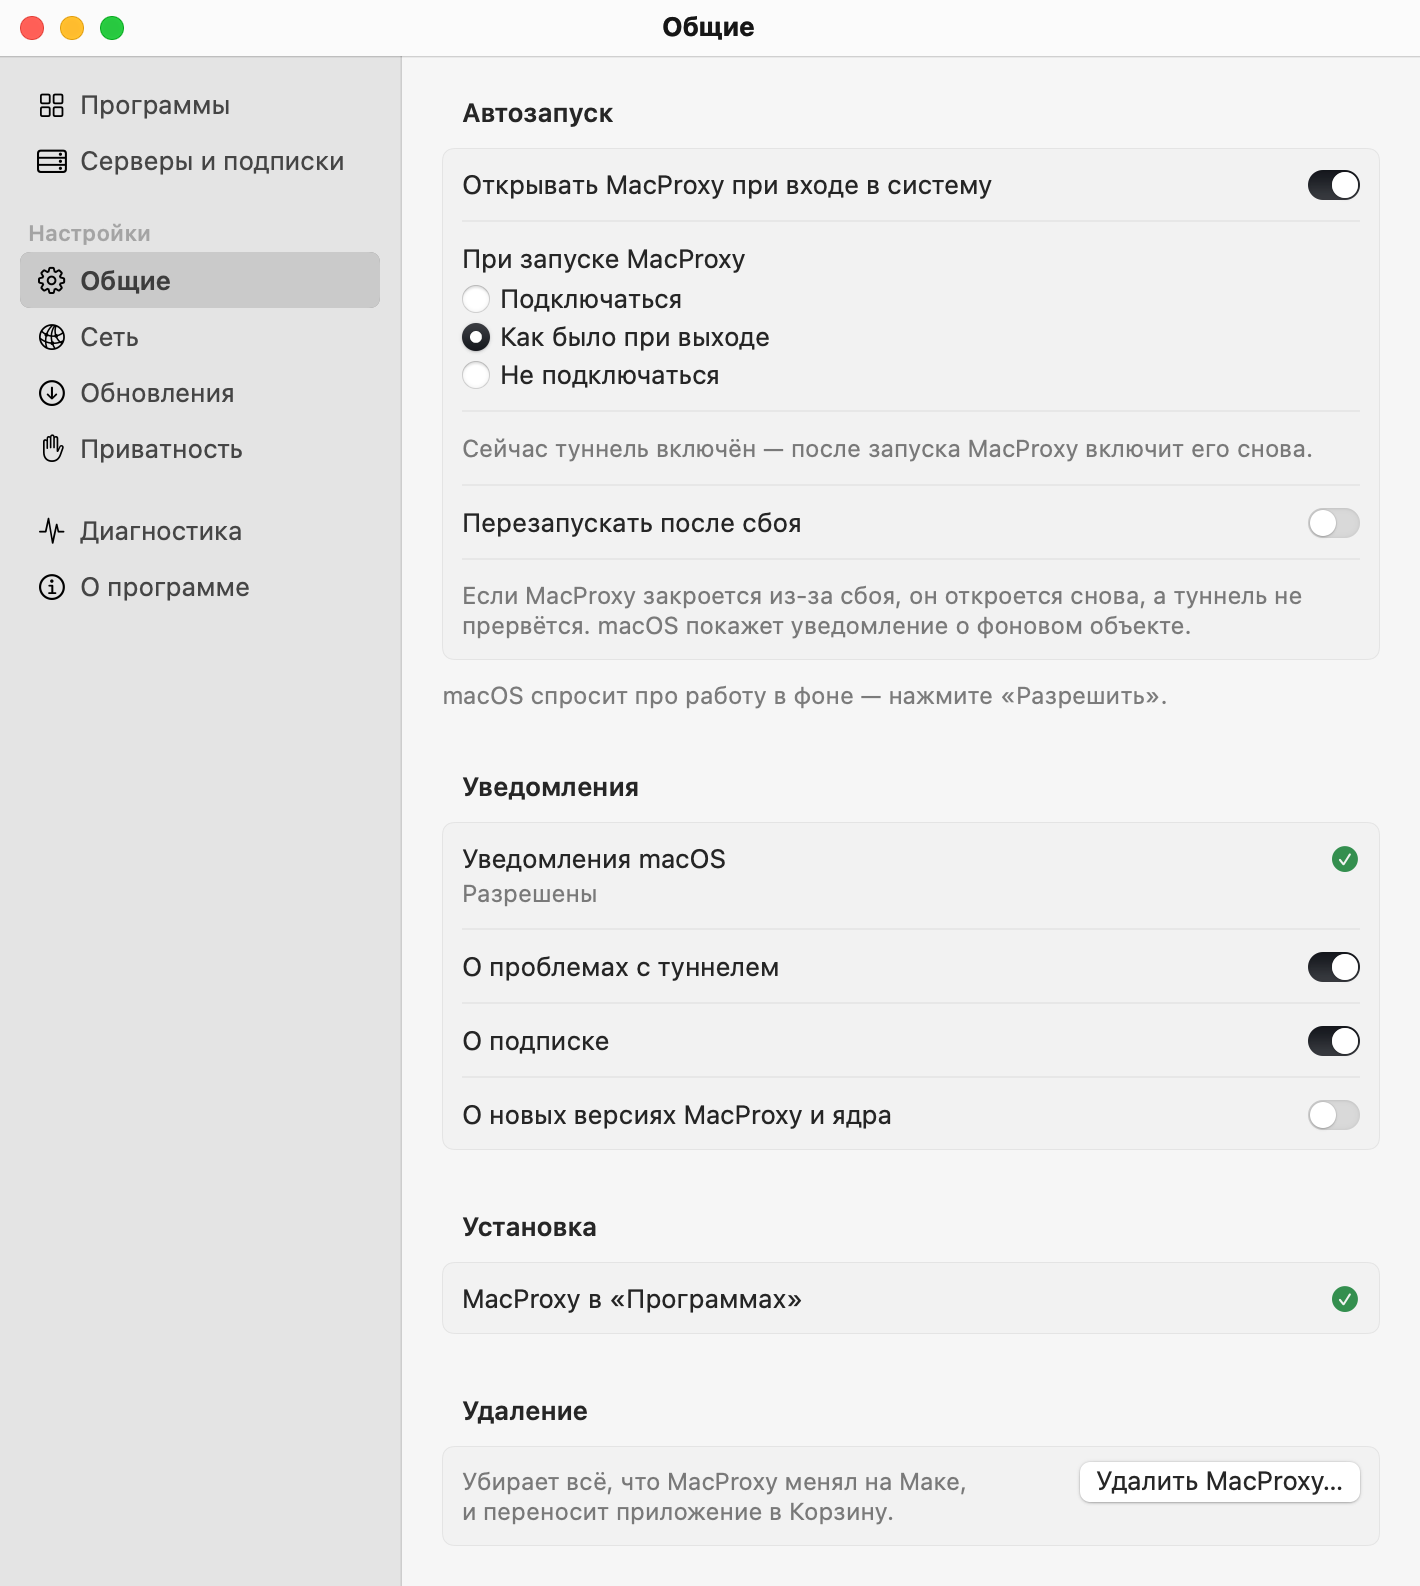 Общие
Программы
Серверы и подписки
Настройки
Общие
Сеть
Обновления
Приватность
Диагностика
О программе
Автозапуск
Открывать MacProxy при входе в систему
При запуске MacProxy
Подключаться
Как было при выходе
Не подключаться
Сейчас туннель включён — после запуска MacProxy включит его снова.
Перезапускать после сбоя
Если MacProxy закроется из-за сбоя, он откроется снова, а туннель не
прервётся. macOS покажет уведомление о фоновом объекте.
macOS спросит про работу в фоне — нажмите «Разрешить».
Уведомления
Уведомления macOS
Разрешены
О проблемах с туннелем
О подписке
О новых версиях MacProxy и ядра
Установка
MacProxy в «Программах»
Удаление
Убирает всё, что MacProxy менял на Маке,
и переносит приложение в Корзину.
Удалить MacProxy...